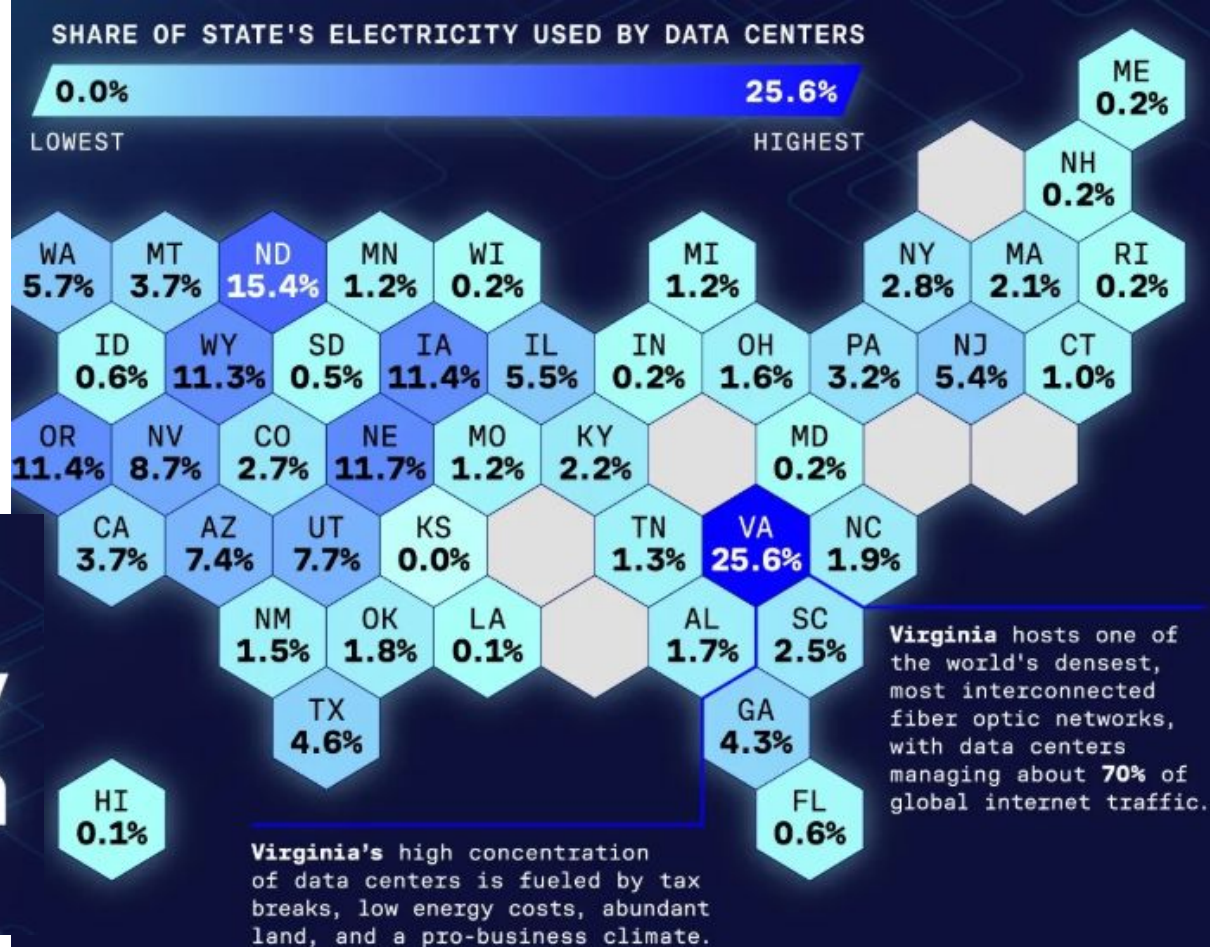 SHARE OF STATE'S ELECTRICITY USED BY DATA CENTERS
0.0%
25.6%
LOWEST
HIGHEST
ME
0.2%
NH
0.2%
WA
5.7%
MT
3.7%
ND
15.4%
MN
1.2%
WI
0.2%
MI
1.2%
NY
2.8%
MA
2.1%
RI
0.2%
ID
0.6%
WY
11.3%
SD
0.5%
IA
11.4%
IL
5.5%
IN
0.2%
OH
1.6%
PA
3.2%
NJ
5.4%
CT
1.0%
OR
11.4%
NV
8.7%
CO
2.7%
NE
11.7%
MO
1.2%
KY
2.2%
MD
0.2%
CA
3.7%
AZ
7.4%
UT
7.7%
KS
0.0%
TN
1.3%
VA
25.6%
NC
1.9%
NM
1.5%
OK
1.8%
LA
0.1%
AL
1.7%
SC
2.5%
TX
4.6%
GA
4.3%
HI
0.1%
FL
0.6%
Virginia hosts one of
the world's densest,
most interconnected
fiber optic networks,
with data centers
managing about 70% of
global internet traffic.
Virginia's high concentration
of data centers is fueled by tax
breaks, low energy costs, abundant
land, and a pro-business climate.